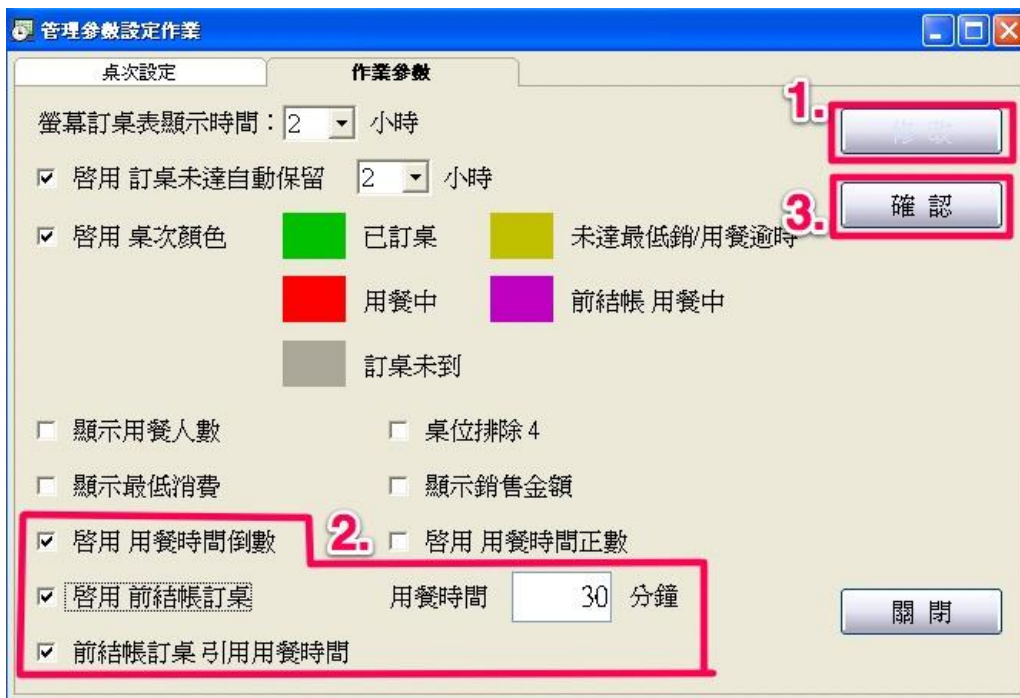 管理參數設定作業
桌次設定 作業參數
螢幕訂桌表顯示時間：2 小時
1. 修 改
啓用 訂桌未達自動保留 2 小時
3. 確 認
啓用 桌次顏色 已訂桌 未達最低銷/用餐逾時
用餐中 前結帳 用餐中
訂桌未到
顯示用餐人數 桌位排除 4
顯示最低消費 顯示銷售金額
啓用 用餐時間倒數 2. 啓用 用餐時間正數
啓用 前結帳訂桌 用餐時間 30 分鐘
關 閉
前結帳訂桌 引用用餐時間